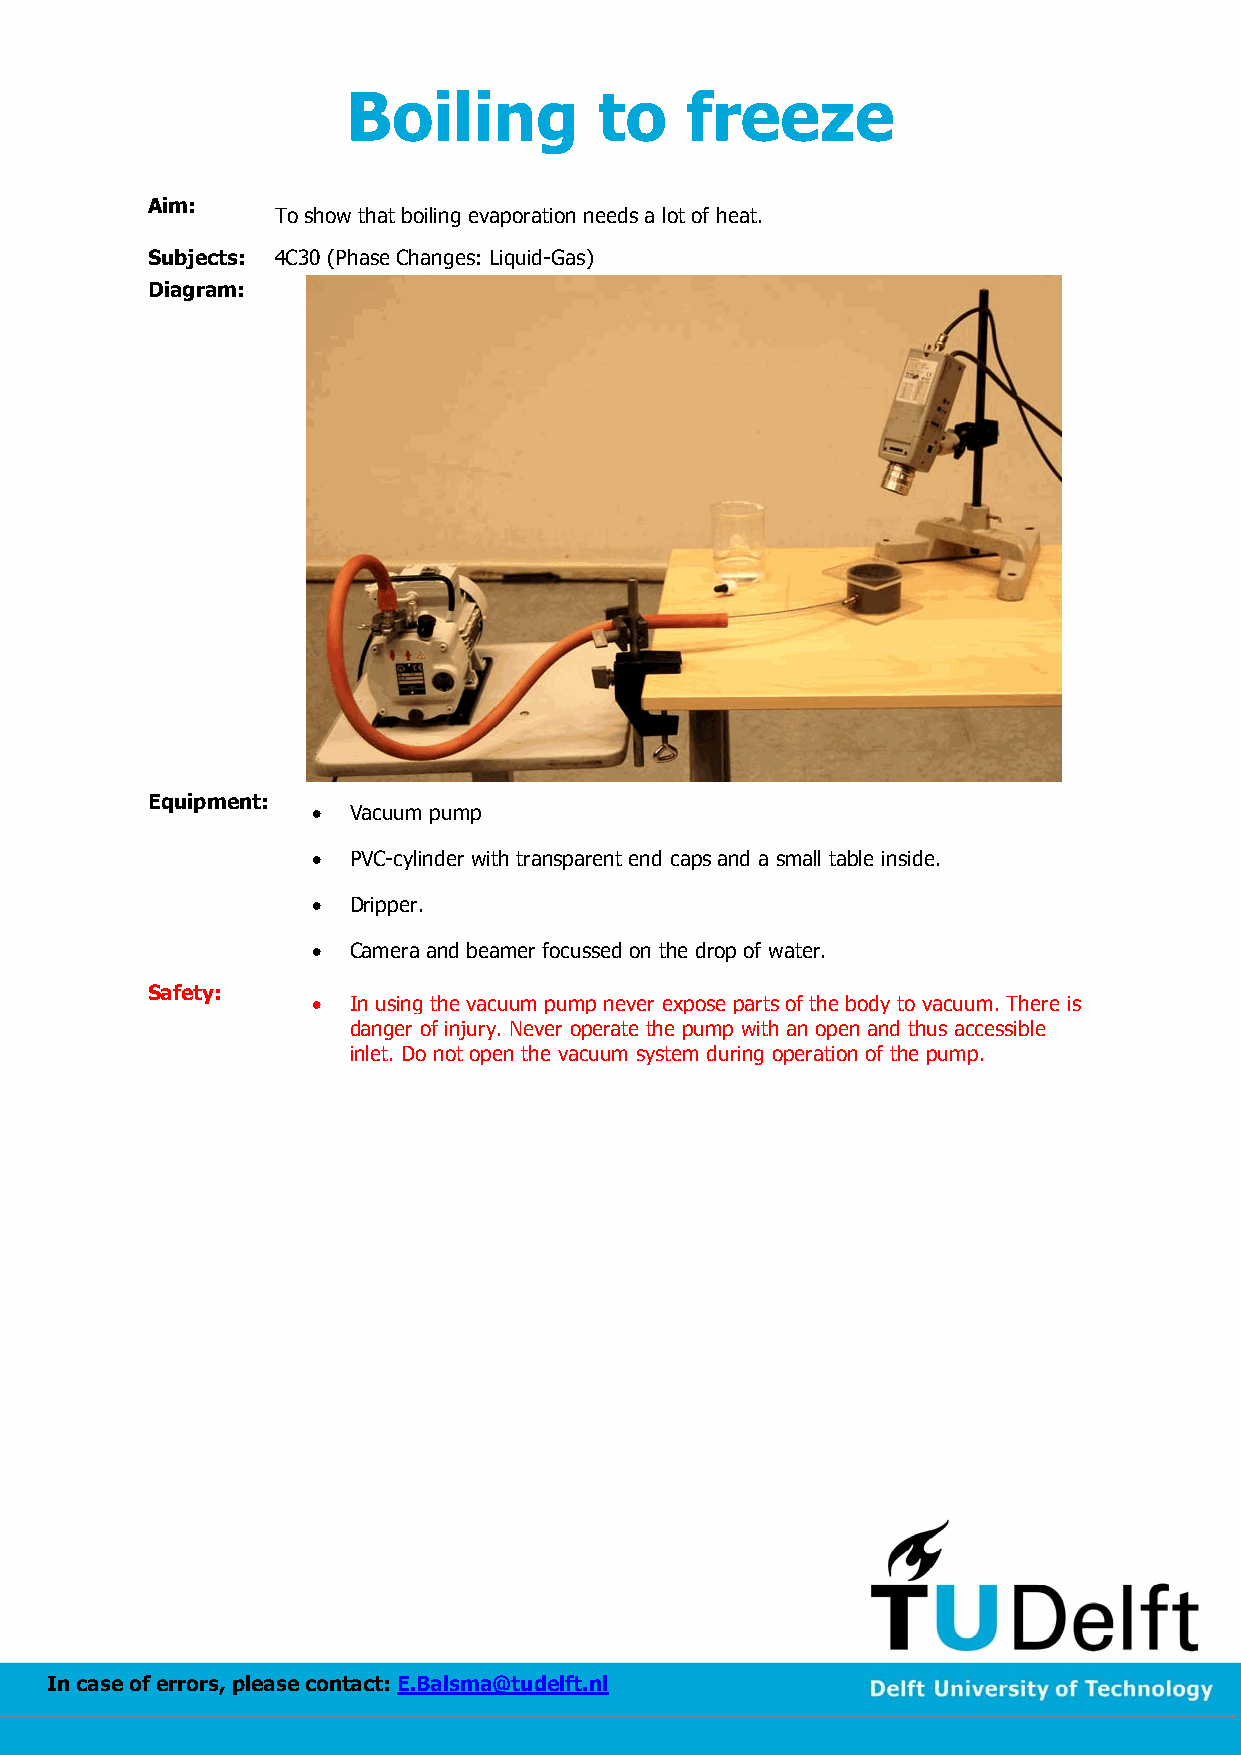 Boiling to freeze
Aim:
To show that boiling evaporation needs a lot of heat.
Subjects: 4C30 (Phase Changes: Liquid-Gas)
Diagram:
Equipment:
• Vacuum pump
• PVC-cylinder with transparent end caps and a small table inside.
• Dripper.
• Camera and beamer focussed on the drop of water.
Safety:
• In using the vacuum pump never expose parts of the body to vacuum. There is
danger of injury. Never operate the pump with an open and thus accessible
inlet. Do not open the vacuum system during operation of the pump.
TUDelft
In case of errors, please contact: E.Balsma@tudelft.nl
Delft University of Technology